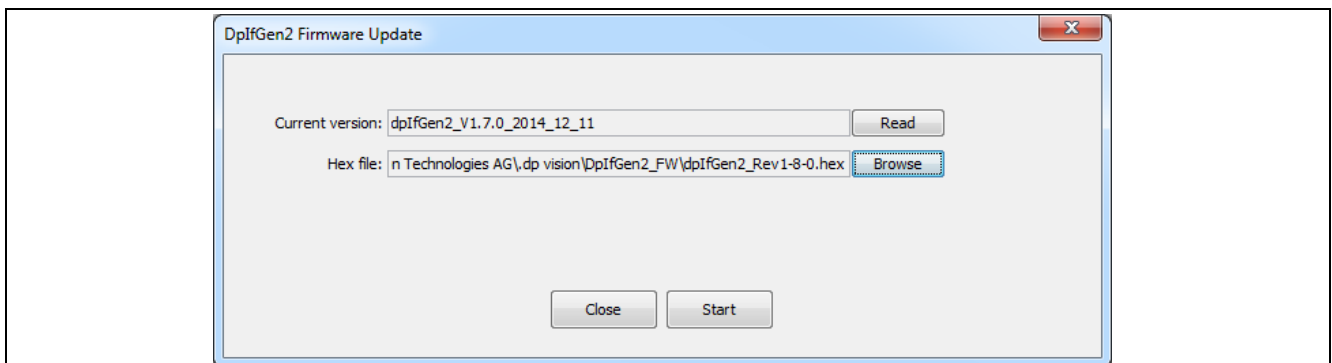 DpIfGen2 Firmware Update
Current version: dpIfGen2_V1.7.0_2014_12_11 Read
Hex file: n Technologies AG\.dp vision\DpIfGen2_FW\dpIfGen2_Rev1-8-0.hex Browse
Close Start